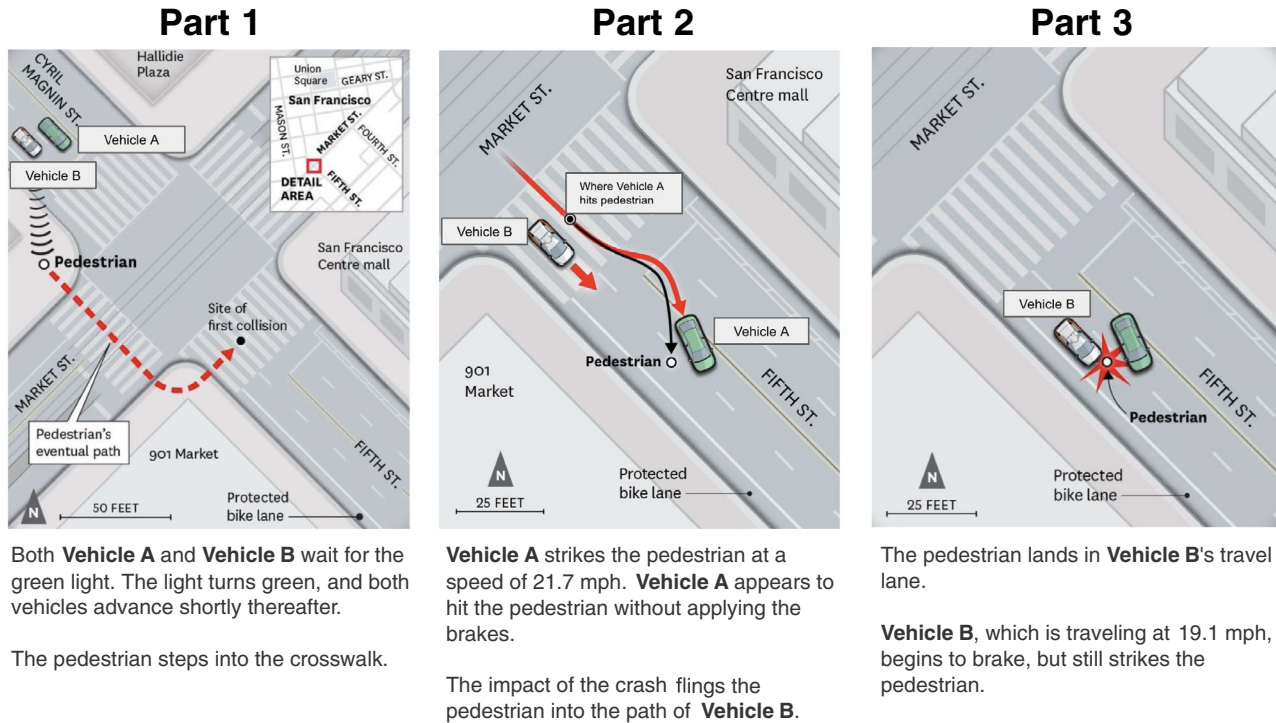 Part 1
Part 2
Part 3
Hallidie
Plaza
CYRIL
MAGNIN ST.
Vehicle A
Vehicle B
Union
Square
GEARY ST.
San Francisco
MASON ST.
MARKET ST.
FOURTH ST.
DETAIL
AREA
FIFTH ST.
Pedestrian
San Francisco
Centre mall
Site of
first collision
MARKET ST.
Pedestrian's
eventual path
901 Market
FIFTH ST.
N
50 FEET
Protected
bike lane
San Francisco
Centre mall
MARKET ST.
Where Vehicle A
hits pedestrian
Vehicle B
Vehicle A
Pedestrian
901
Market
FIFTH ST.
N
25 FEET
Protected
bike lane
MARKET ST.
Vehicle B
FIFTH ST.
Pedestrian
N
25 FEET
Protected
bike lane
Both Vehicle A and Vehicle B wait for the
green light. The light turns green, and both
vehicles advance shortly thereafter.
The pedestrian steps into the crosswalk.
Vehicle A strikes the pedestrian at a
speed of 21.7 mph. Vehicle A appears to
hit the pedestrian without applying the
brakes.
The impact of the crash flings the
pedestrian into the path of Vehicle B.
The pedestrian lands in Vehicle B's travel
lane.
Vehicle B, which is traveling at 19.1 mph,
begins to brake, but still strikes the
pedestrian.